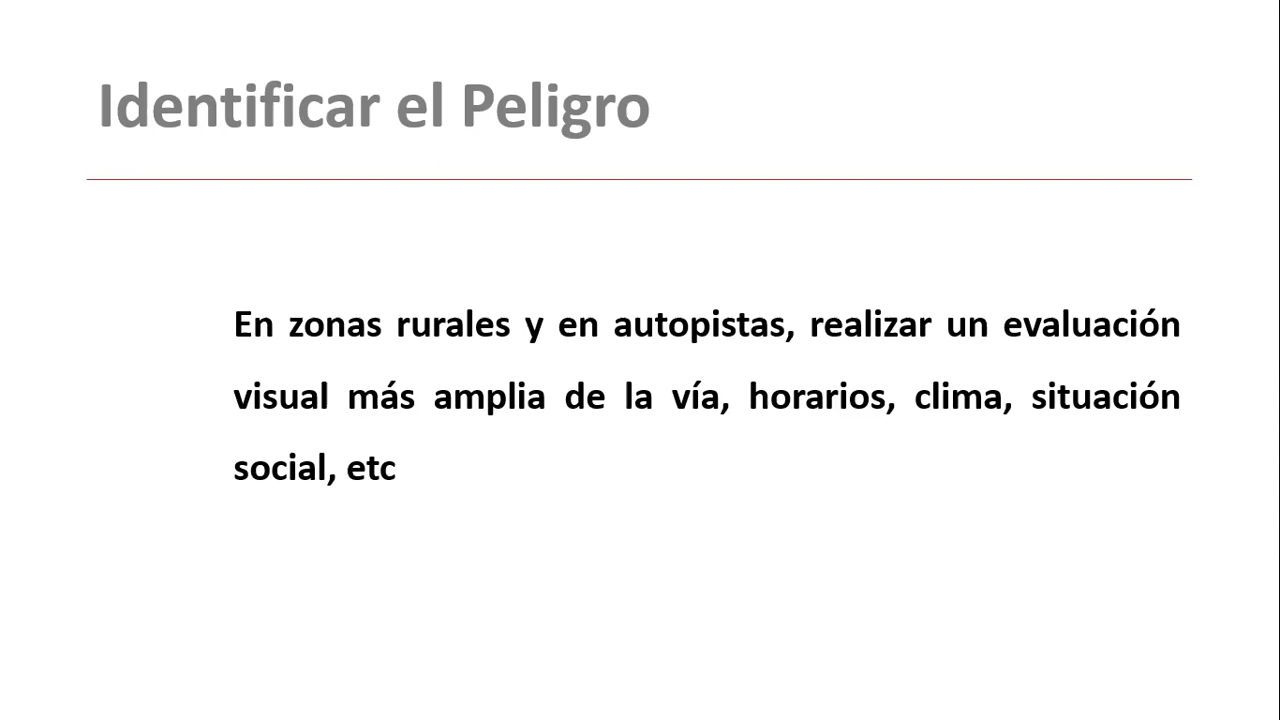 Identificar el Peligro
En zonas rurales y en autopistas, realizar un evaluación
visual más amplia de la vía, horarios, clima, situación
social, etc